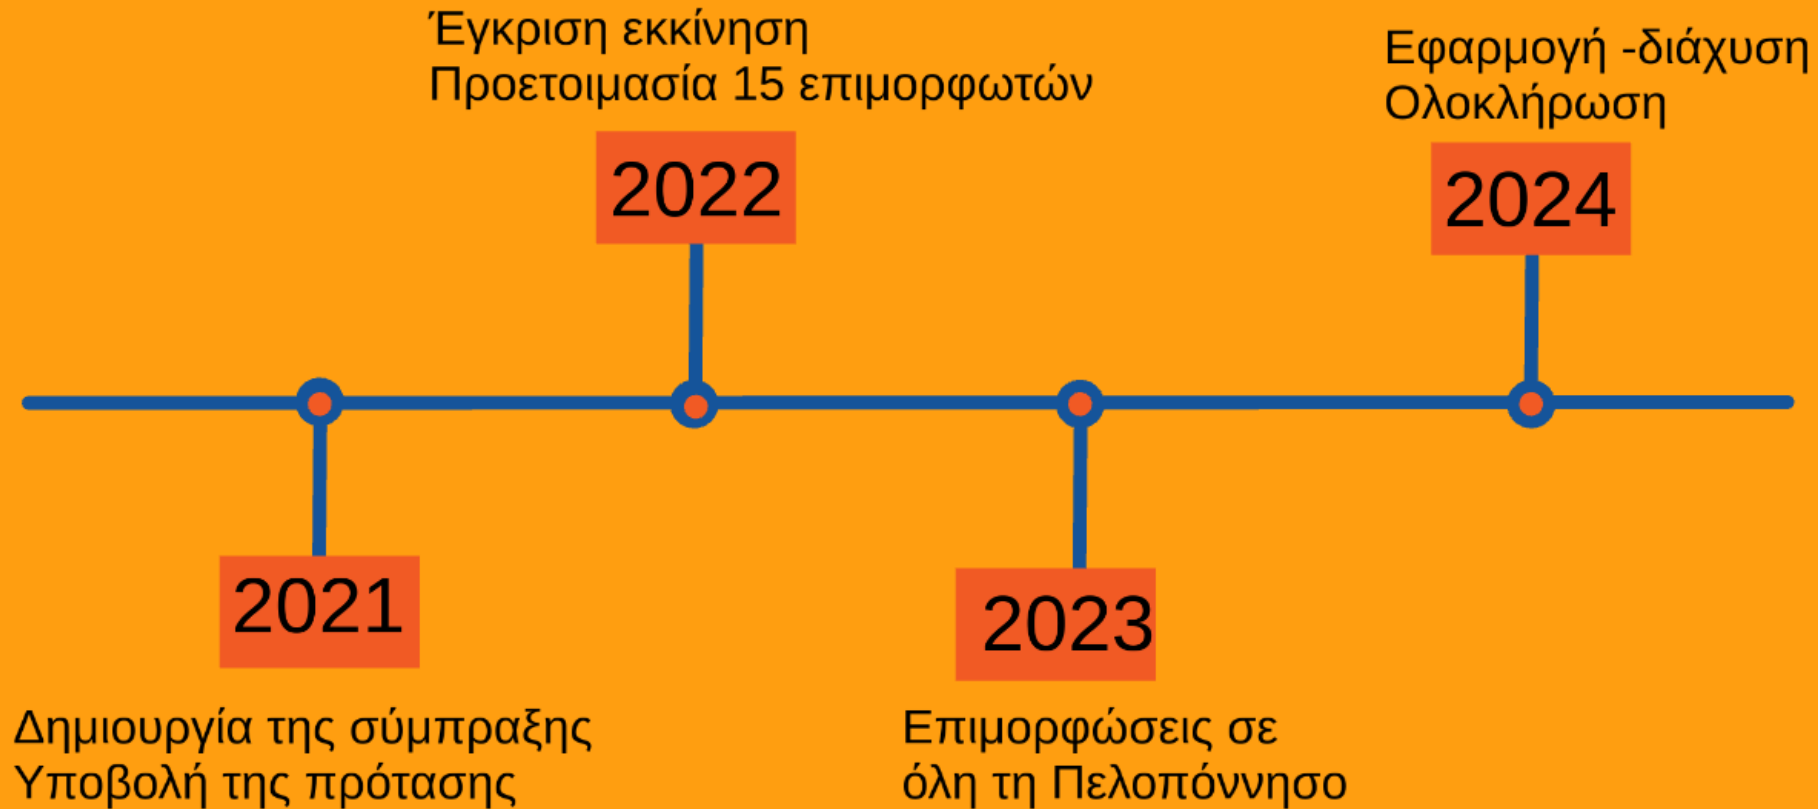 Έγκριση εκκίνηση
Προετοιμασία 15 επιμορφωτών
2022
Εφαρμογή -διάχυση
Ολοκλήρωση
2024
2021
Δημιουργία της σύμπραξης
Υποβολή της πρότασης
2023
Επιμορφώσεις σε
όλη τη Πελοπόννησο